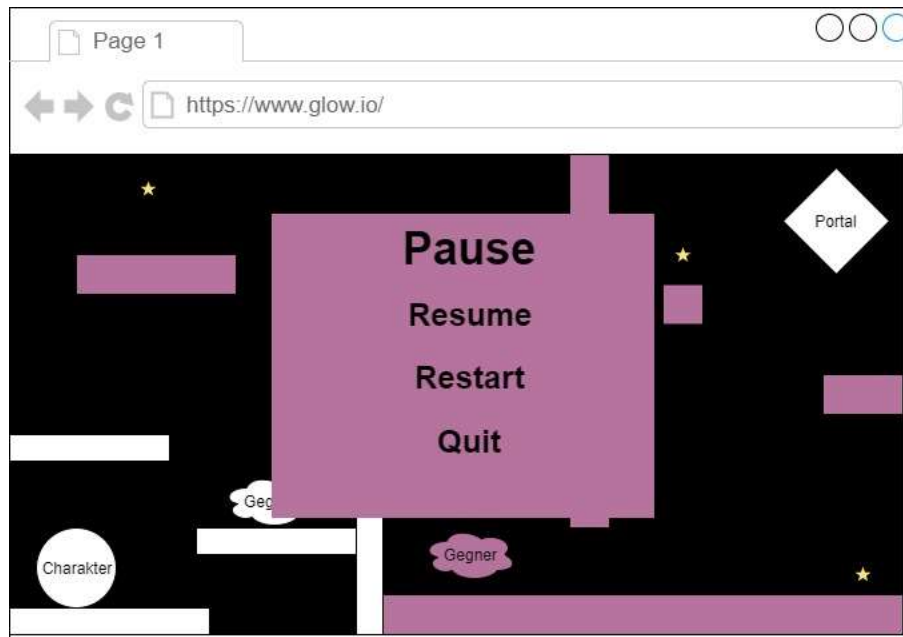 Page 1
https://www.glow.io/
Portal
Pause
Resume
Restart
Quit
Gegner
Charakter